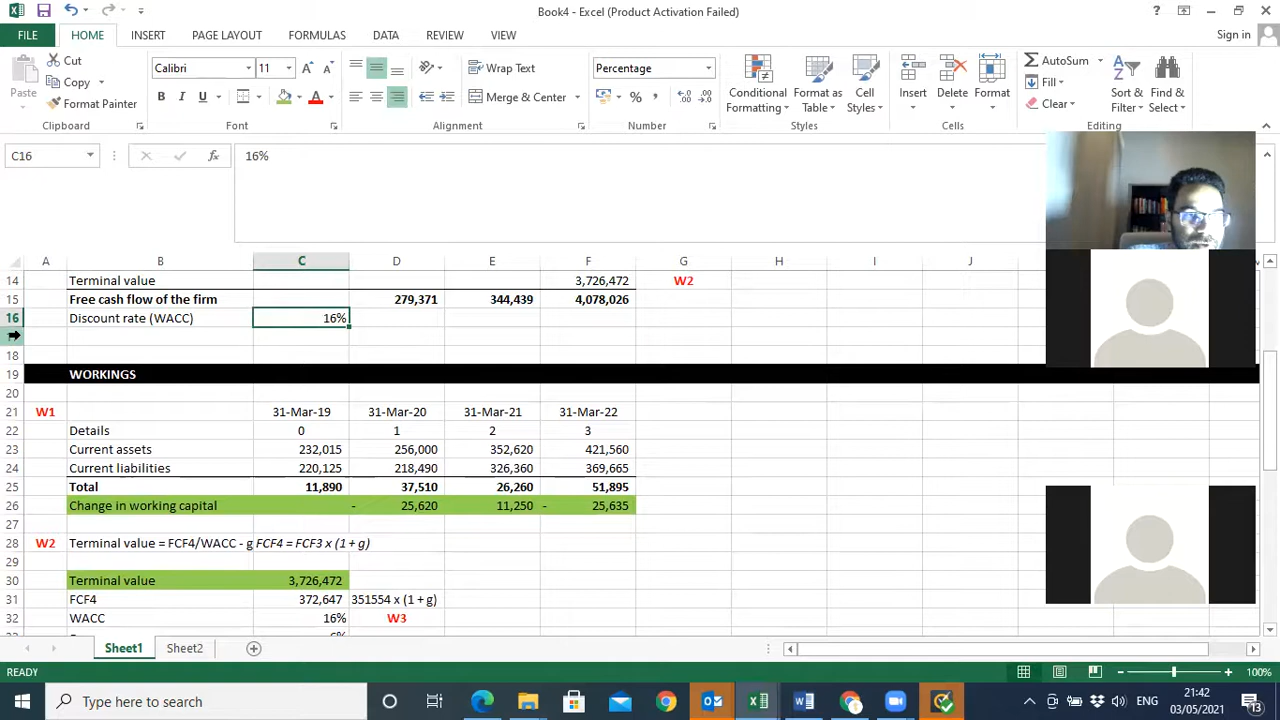 Book4 - Excel (Product Activation Failed)
FILE HOME INSERT PAGE LAYOUT FORMULAS DATA REVIEW VIEW Sign in
Cut Calibri 11 Wrap Text Percentage AutoSum
Copy Fill
Paste Format Painter B I U Merge & Center % Conditional Formatting Format as Table Cell Styles Insert Delete Format Clear Sort & Filter Find & Select
Clipboard Font Alignment Number Styles Cells Editing
C16 fx 16%
A B C D E F G H I J
14 Terminal value 3,726,472 W2
15 Free cash flow of the firm 279,371 344,439 4,078,026
16 Discount rate (WACC) 16%
18
19 WORKINGS
20
21 W1 31-Mar-19 31-Mar-20 31-Mar-21 31-Mar-22
22 Details 0 1 2 3
23 Current assets 232,015 256,000 352,620 421,560
24 Current liabilities 220,125 218,490 326,360 369,665
25 Total 11,890 37,510 26,260 51,895
26 Change in working capital - 25,620 11,250 - 25,635
27
28 W2 Terminal value = FCF4/WACC - g FCF4 = FCF3 x (1 + g)
29
30 Terminal value 3,726,472
31 FCF4 372,647 351554 x (1 + g)
32 WACC 16% W3
Sheet1 Sheet2
READY 100%
Type here to search ENG 21:42
03/05/2021 13